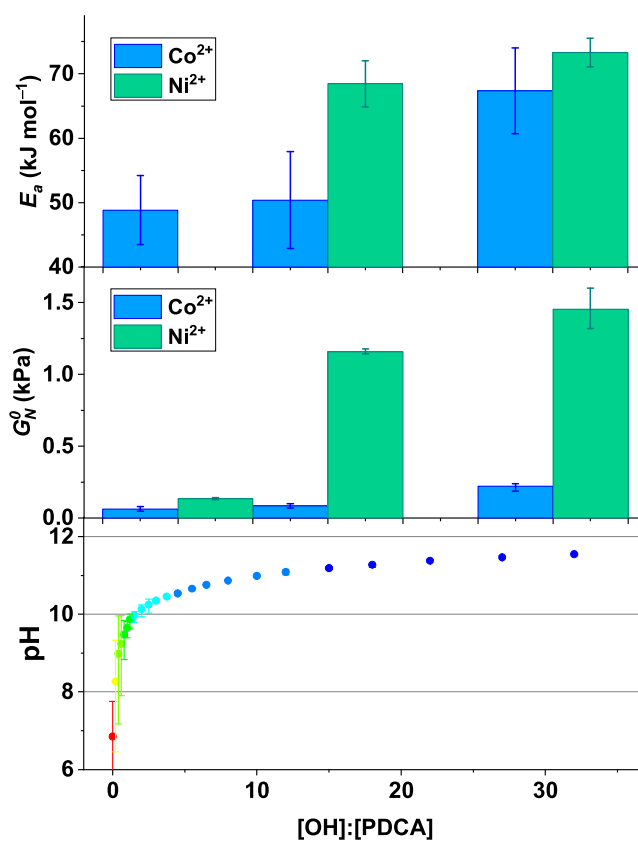 Co²⁺
Ni²⁺
70
60
50
40
Eₐ (kJ mol⁻¹)
Co²⁺
Ni²⁺
1.5
1.0
0.5
0.0
G⁰_N (kPa)
12
10
8
6
pH
0 10 20 30
[OH]:[PDCA]